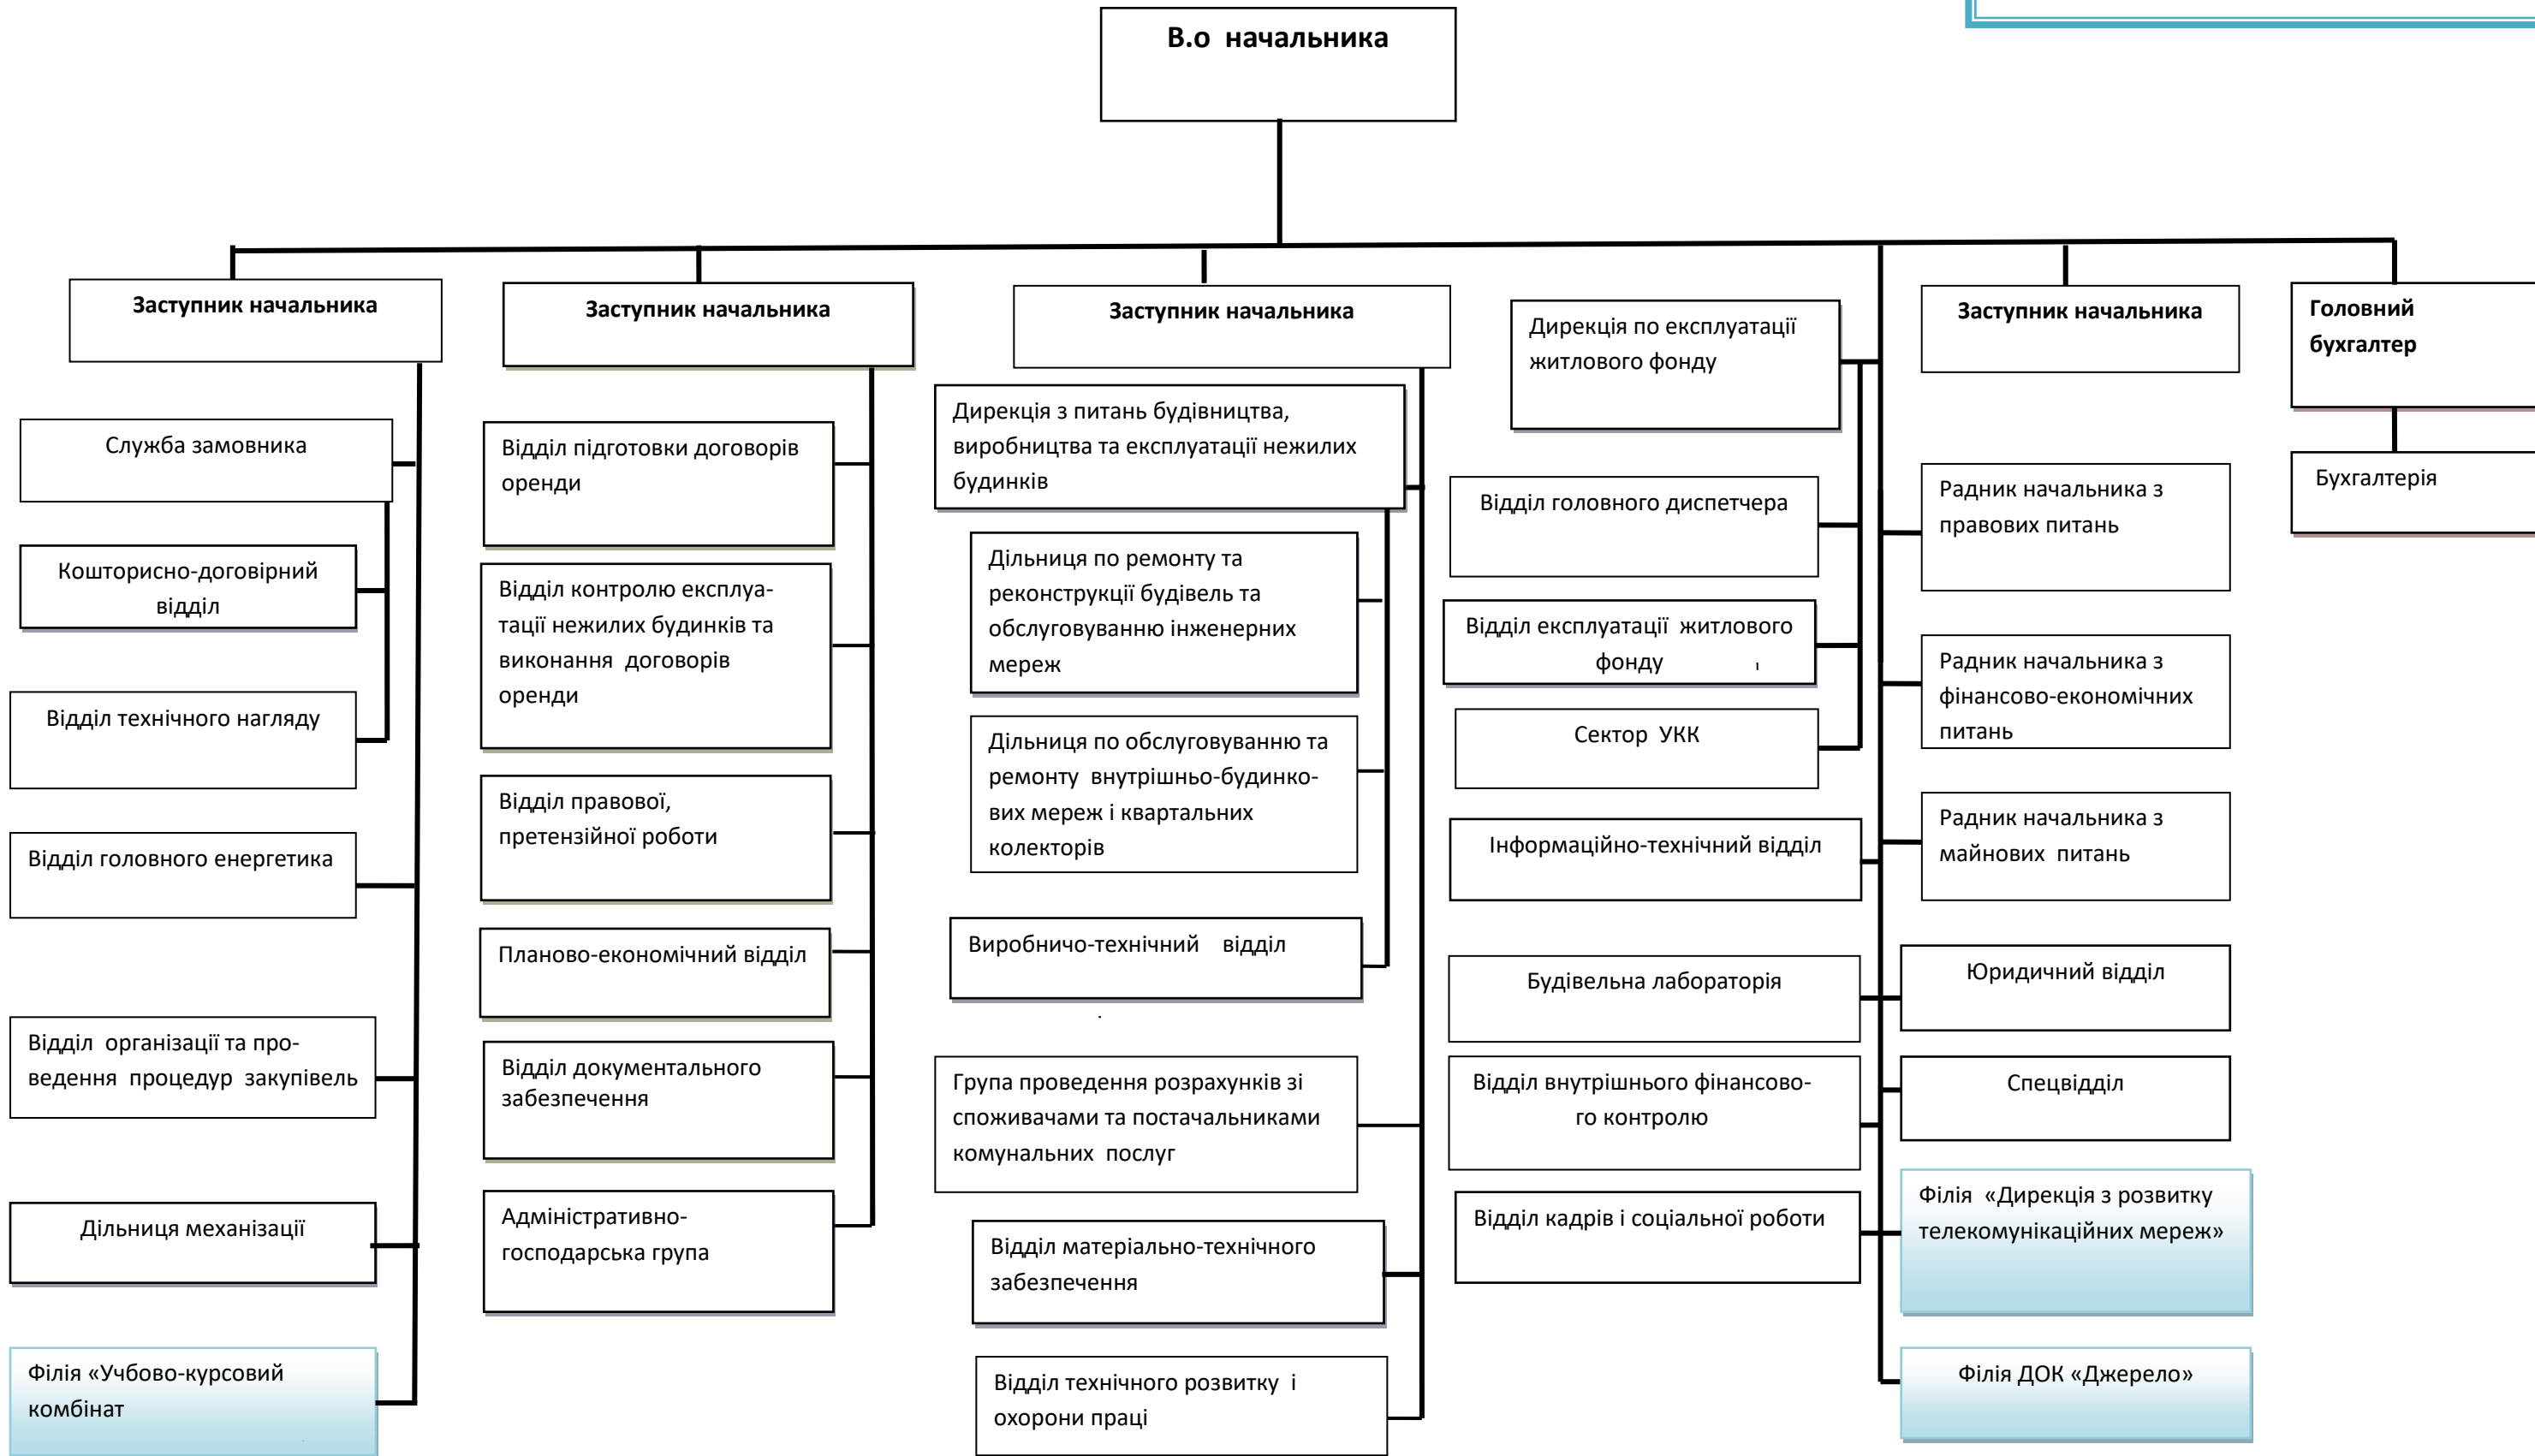 В.о начальника
Заступник начальника
Служба замовника
Кошторисно-договірний
відділ
Відділ технічного нагляду
Відділ головного енергетика
Відділ організації та про-
ведення процедур закупівель
Дільниця механізації
Філія «Учбово-курсовий
комбінат
Заступник начальника
Відділ підготовки договорів
оренди
Відділ контролю експлуа-
тації нежилих будинків та
виконання договорів
оренди
Відділ правової,
претензійної роботи
Планово-економічний відділ
Відділ документального
забезпечення
Адміністративно-
господарська група
Заступник начальника
Дирекція з питань будівництва,
виробництва та експлуатації нежилих
будинків
Дільниця по ремонту та
реконструкції будівель та
обслуговуванню інженерних
мереж
Дільниця по обслуговуванню та
ремонту внутрішньо-будинко-
вих мереж і квартальних
колекторів
Виробничо-технічний відділ
Група проведення розрахунків зі
споживачами та постачальниками
комунальних послуг
Відділ матеріально-технічного
забезпечення
Відділ технічного розвитку і
охорони праці
Дирекція по експлуатації
житлового фонду
Відділ головного диспетчера
Відділ експлуатації житлового
фонду
Сектор УКК
Інформаційно-технічний відділ
Будівельна лабораторія
Відділ внутрішнього фінансово-
го контролю
Відділ кадрів і соціальної роботи
Заступник начальника
Радник начальника з
правових питань
Радник начальника з
фінансово-економічних
питань
Радник начальника з
майнових питань
Юридичний відділ
Спецвідділ
Філія «Дирекція з розвитку
телекомунікаційних мереж»
Філія ДОК «Джерело»
Головний
бухгалтер
Бухгалтерія